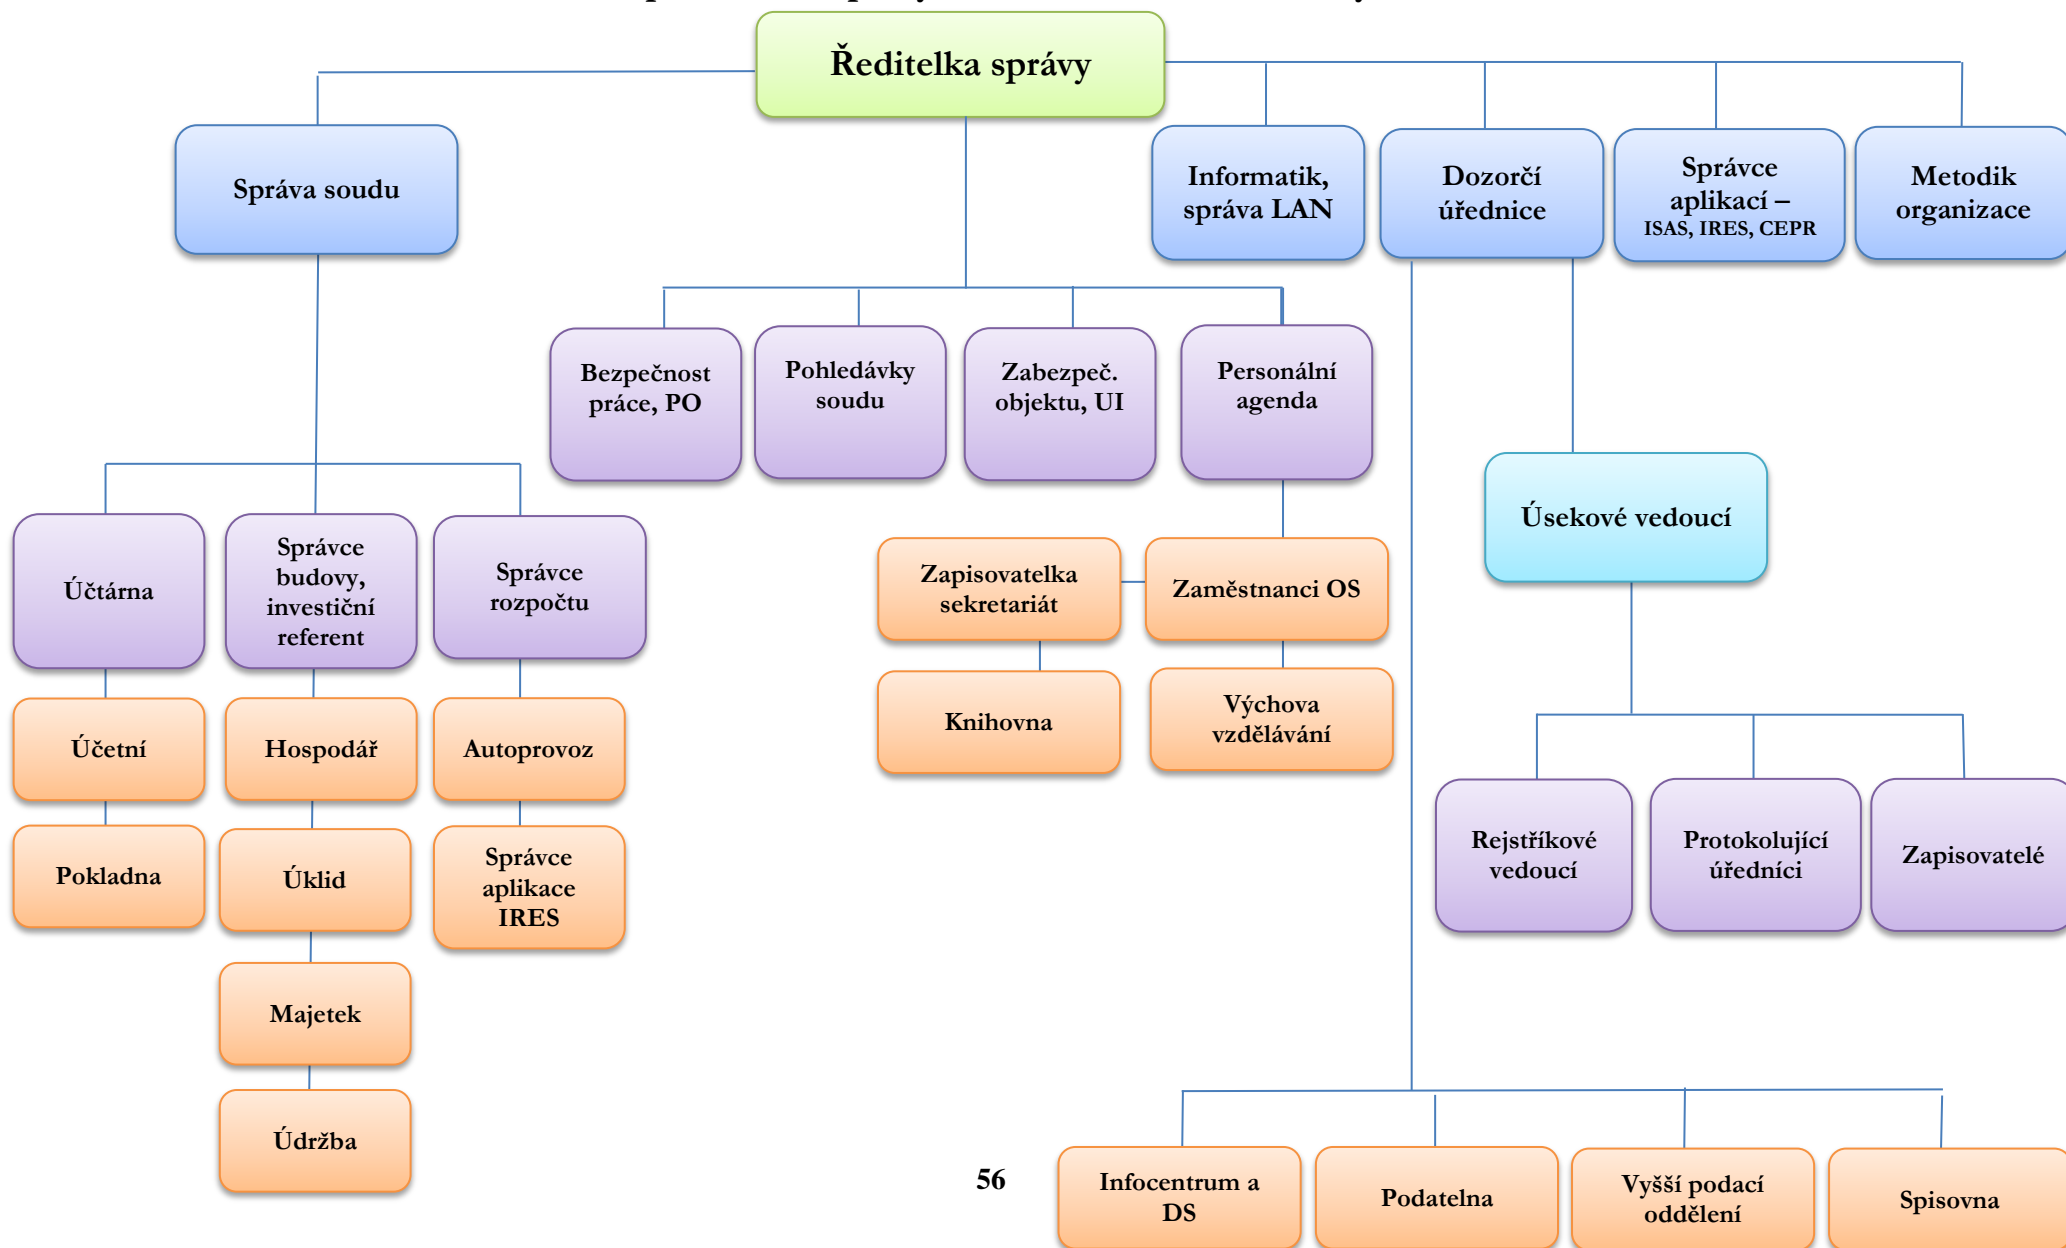 Ředitelka správy
Správa soudu
Informatik,
správa LAN
Dozorčí
úřednice
Správce
aplikací –
ISAS, IRES, CEPR
Metodik
organizace
Bezpečnost
práce, PO
Pohledávky
soudu
Zabezpeč.
objektu, UI
Personální
agenda
Úsekové vedoucí
Účtárna
Správce
budovy,
investiční
referent
Správce
rozpočtu
Zapisovatelka
sekretariát
Zaměstnanci OS
Účetní
Hospodář
Autoprovoz
Knihovna
Výchova
vzdělávání
Pokladna
Úklid
Správce
aplikace
IRES
Rejstříkové
vedoucí
Protokolující
úředníci
Zapisovatelé
Majetek
Údržba
56
Infocentrum a
DS
Podatelna
Vyšší podací
oddělení
Spisovna